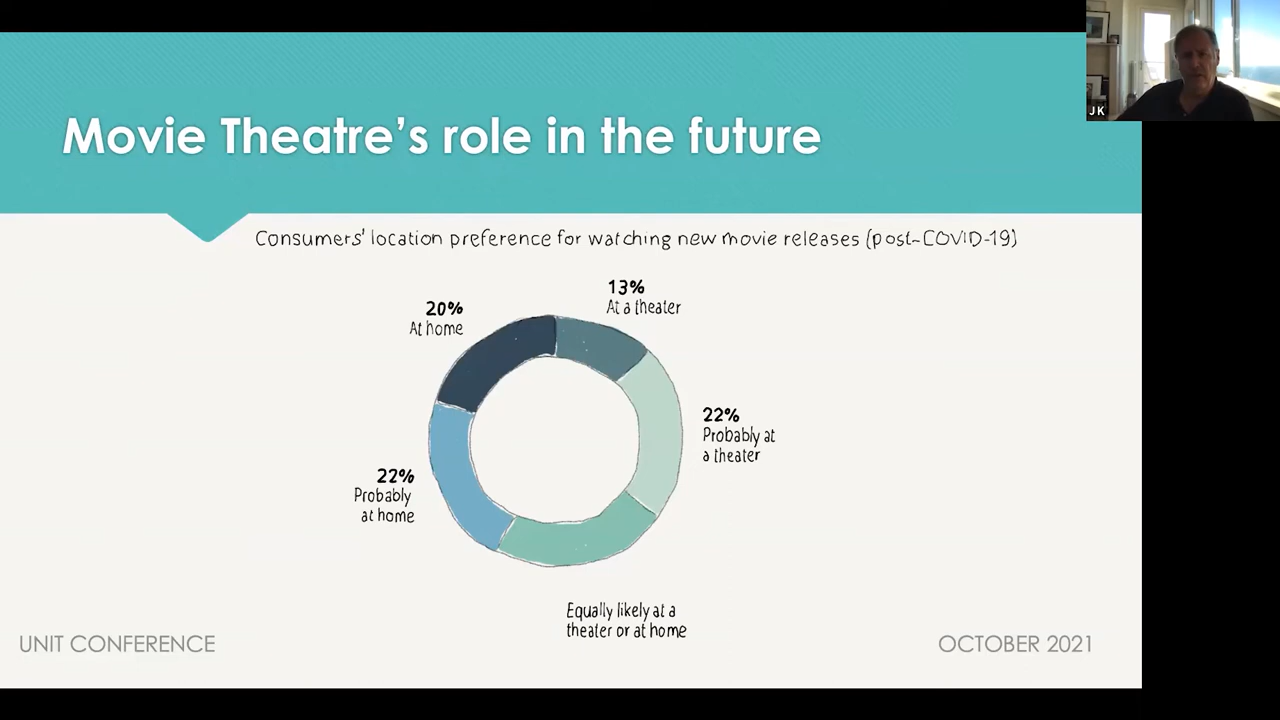 JK
Movie Theatre's role in the future
Consumers' location preference for watching new movie releases (post-COVID-19)
13%
At a theater
20%
At home
22%
Probably at
a theater
22%
Probably
at home
Equally likely at a
theater or at home
UNIT CONFERENCE
OCTOBER 2021